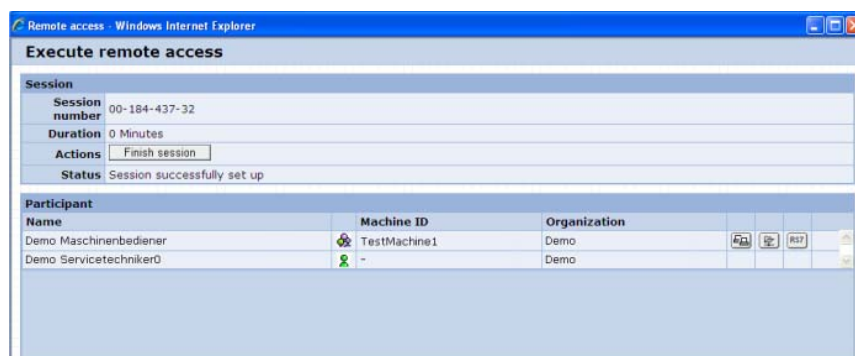 Remote access - Windows Internet Explorer
Execute remote access
Session
Session number 00-184-437-32
Duration 0 Minutes
Actions Finish session
Status Session successfully set up
Participant
Name Machine ID Organization
Demo Maschinenbediener TestMachine1 Demo RS7
Demo Servicetechniker0 - Demo